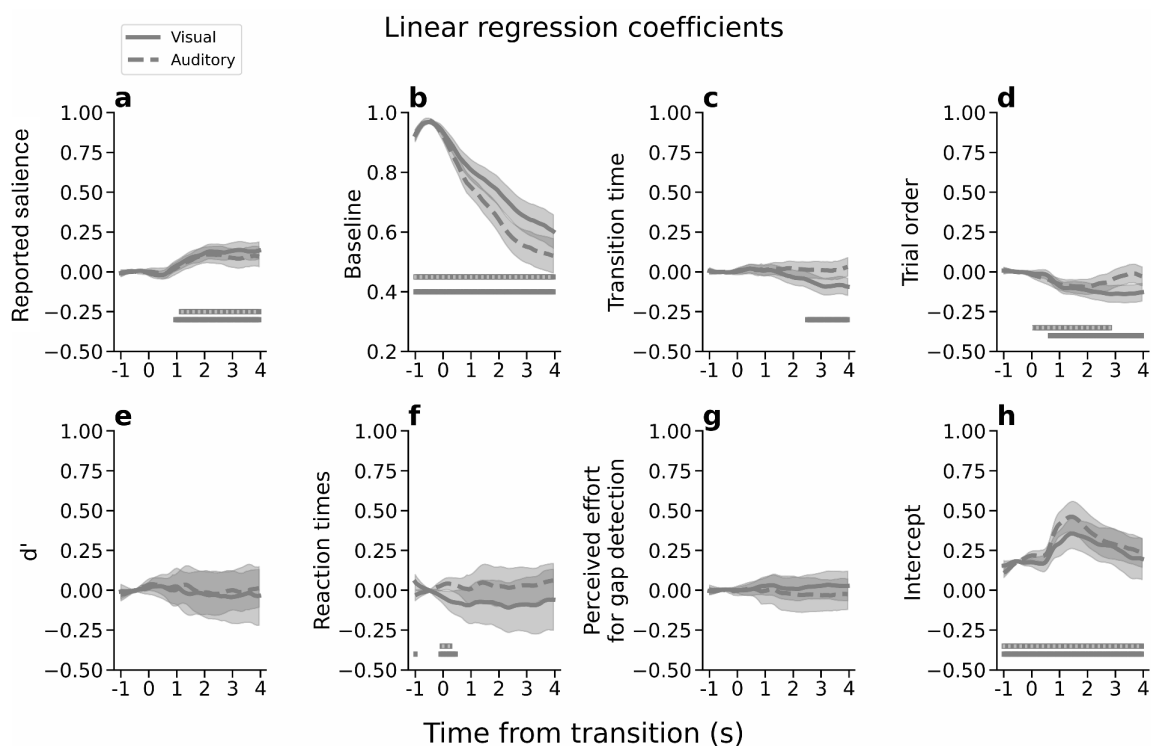 Linear regression coefficients
Visual
Auditory
a
b
c
d
Reported salience
1.00
0.75
0.50
0.25
0.00
−0.25
−0.50
-1 0 1 2 3 4
Baseline
1.0
0.8
0.6
0.4
0.2
-1 0 1 2 3 4
Transition time
1.00
0.75
0.50
0.25
0.00
−0.25
−0.50
-1 0 1 2 3 4
Trial order
1.00
0.75
0.50
0.25
0.00
−0.25
−0.50
-1 0 1 2 3 4
e
f
g
h
d'
1.00
0.75
0.50
0.25
0.00
−0.25
−0.50
-1 0 1 2 3 4
Reaction times
1.00
0.75
0.50
0.25
0.00
−0.25
−0.50
-1 0 1 2 3 4
Perceived effort
for gap detection
1.00
0.75
0.50
0.25
0.00
−0.25
−0.50
-1 0 1 2 3 4
Intercept
1.00
0.75
0.50
0.25
0.00
−0.25
−0.50
-1 0 1 2 3 4
Time from transition (s)